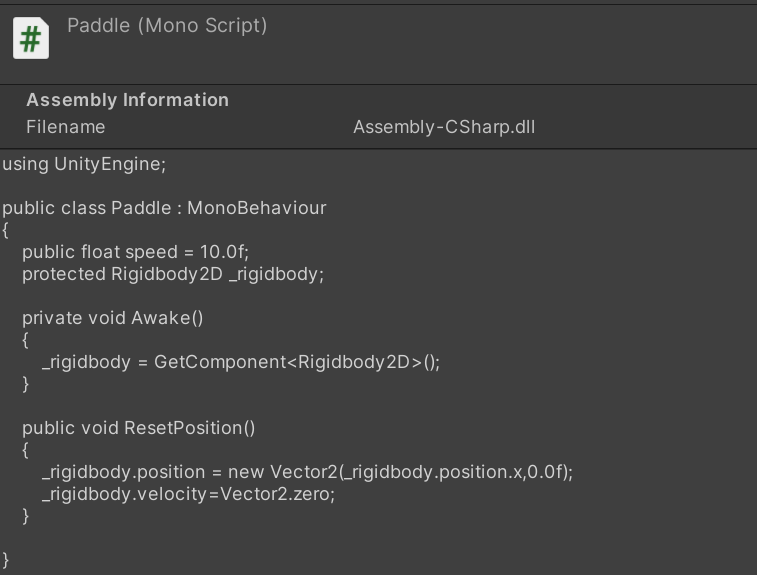 #
Paddle (Mono Script)
Assembly Information
Filename Assembly-CSharp.dll
using UnityEngine;

public class Paddle : MonoBehaviour
{
    public float speed = 10.0f;
    protected Rigidbody2D _rigidbody;

    private void Awake()
    {
        _rigidbody = GetComponent<Rigidbody2D>();
    }

    public void ResetPosition()
    {
        _rigidbody.position = new Vector2(_rigidbody.position.x,0.0f);
        _rigidbody.velocity=Vector2.zero;
    }

}